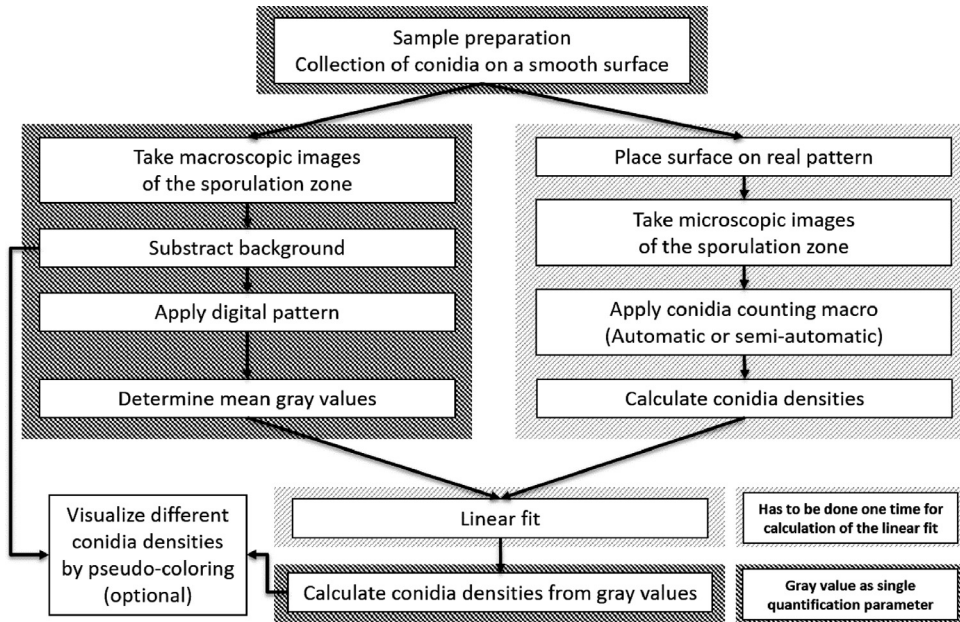 Sample preparation
Collection of conidia on a smooth surface
Take macroscopic images
of the sporulation zone
Substract background
Apply digital pattern
Determine mean gray values
Place surface on real pattern
Take microscopic images
of the sporulation zone
Apply conidia counting macro
(Automatic or semi-automatic)
Calculate conidia densities
Linear fit
Calculate conidia densities from gray values
Visualize different
conidia densities
by pseudo-coloring
(optional)
Has to be done one time for
calculation of the linear fit
Gray value as single
quantification parameter